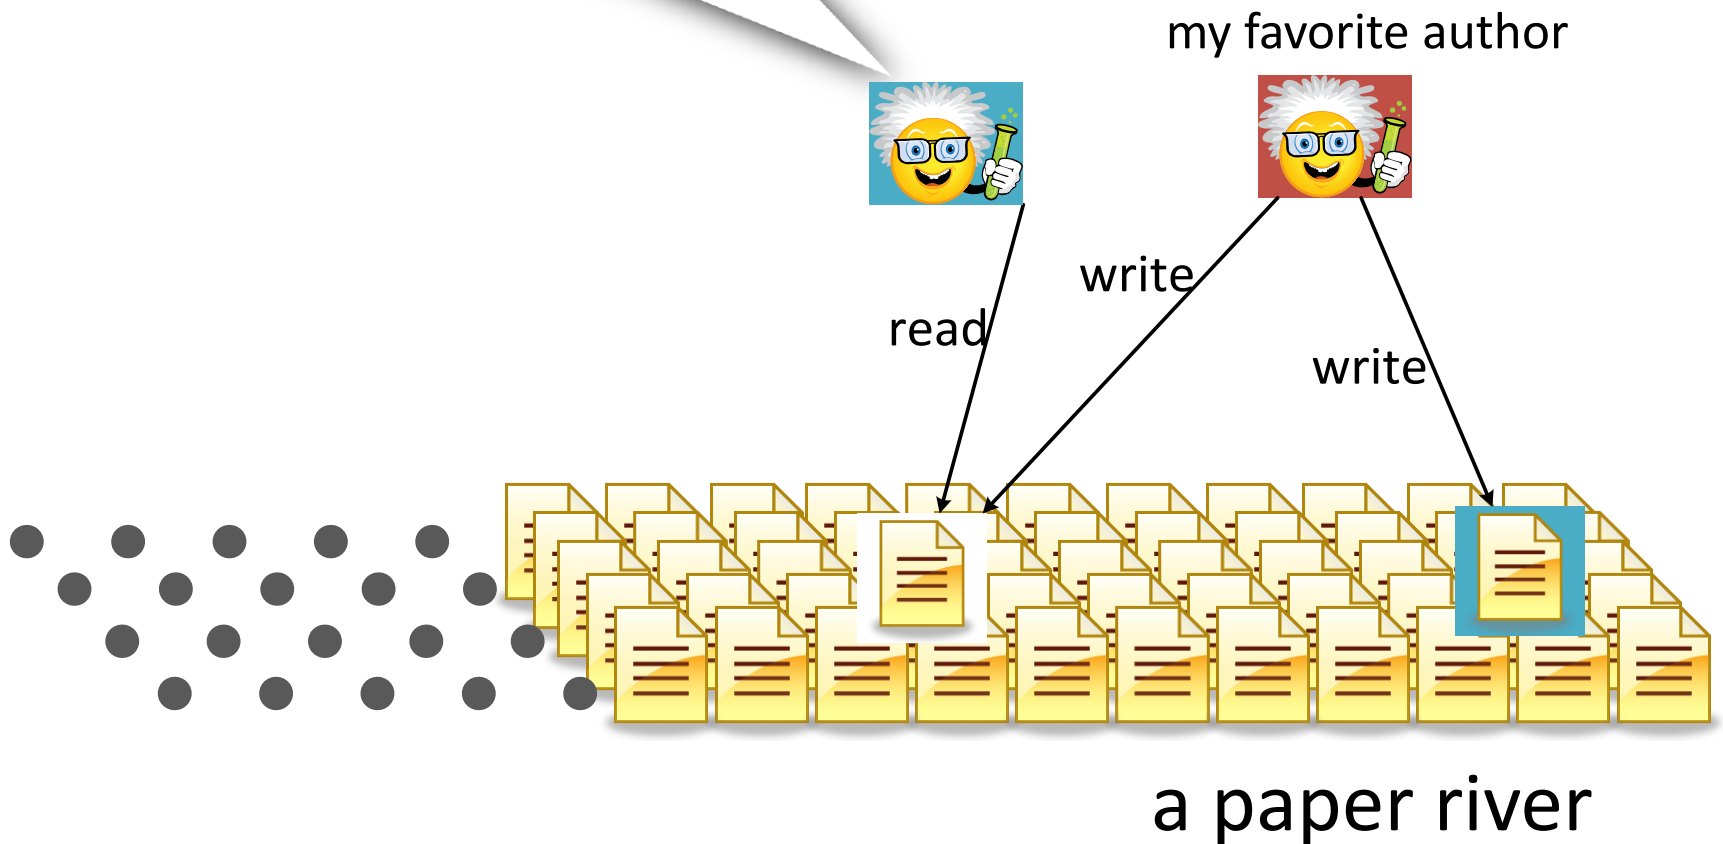 my favorite author
write
read
write
a paper river